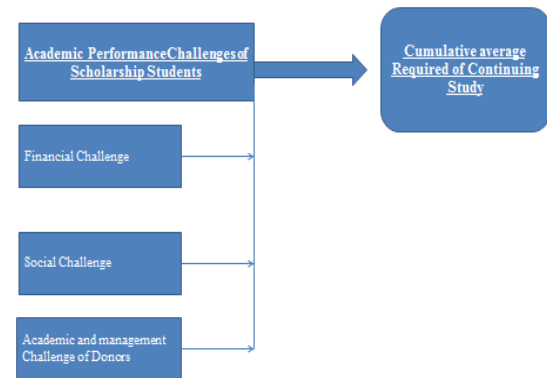 Academic PerformanceChallenges of
Scholarship Students
Cumulative average
Required of Continuing
Study
Financial Challenge
Social Challenge
Academic and management
Challenge of Donors